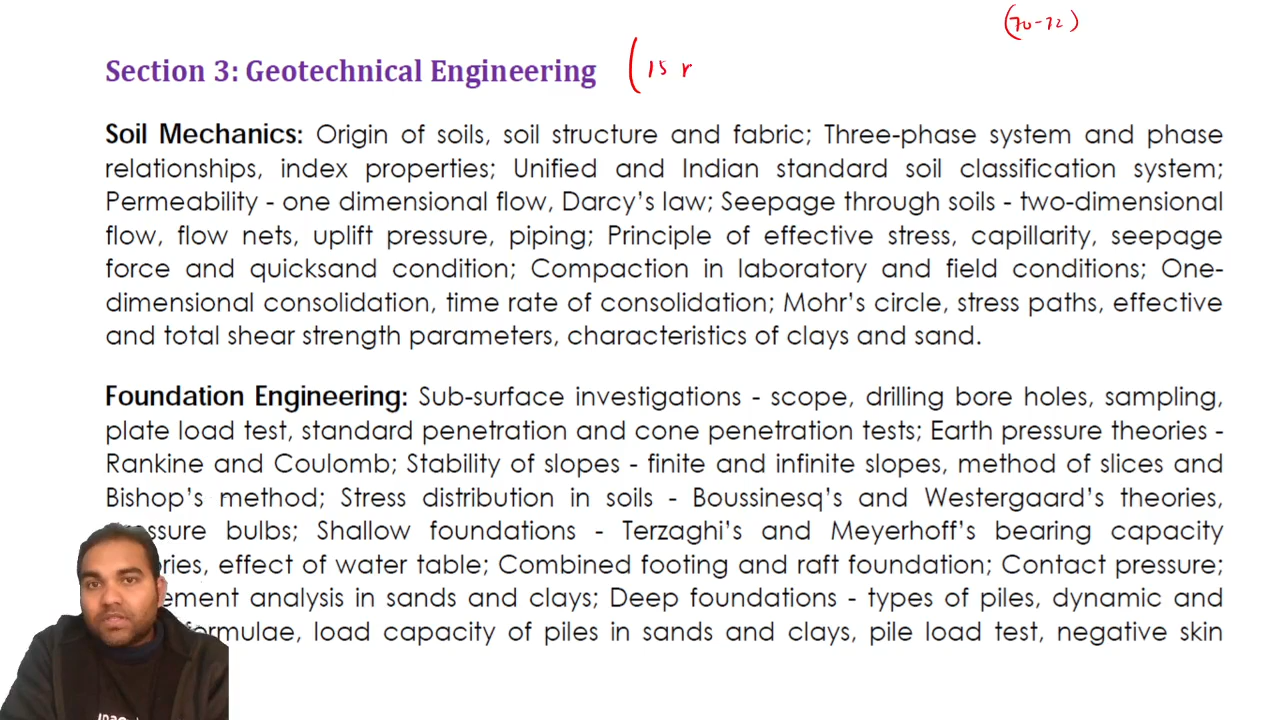 (70-72)
Section 3: Geotechnical Engineering (15
Soil Mechanics: Origin of soils, soil structure and fabric; Three-phase system and phase
relationships, index properties; Unified and Indian standard soil classification system;
Permeability - one dimensional flow, Darcy's law; Seepage through soils - two-dimensional
flow, flow nets, uplift pressure, piping; Principle of effective stress, capillarity, seepage
force and quicksand condition; Compaction in laboratory and field conditions; One-
dimensional consolidation, time rate of consolidation; Mohr's circle, stress paths, effective
and total shear strength parameters, characteristics of clays and sand.
Foundation Engineering: Sub-surface investigations - scope, drilling bore holes, sampling,
plate load test, standard penetration and cone penetration tests; Earth pressure theories -
Rankine and Coulomb; Stability of slopes - finite and infinite slopes, method of slices and
Bishop's method; Stress distribution in soils - Boussinesq's and Westergaard's theories,
bulbs; Shallow foundations - Terzaghi's and Meyerhoff's bearing capacity
effect of water table; Combined footing and raft foundation; Contact pressure;
analysis in sands and clays; Deep foundations - types of piles, dynamic and
formulae, load capacity of piles in sands and clays, pile load test, negative skin